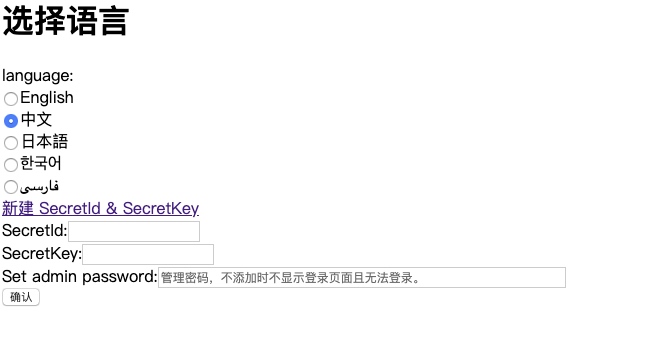 选择语言
language:
English
中文
日本語
한국어
فارسی
新建 SecretId & SecretKey
SecretId:
SecretKey:
Set admin password:管理密码，不添加时不显示登录页面且无法登录。
确认